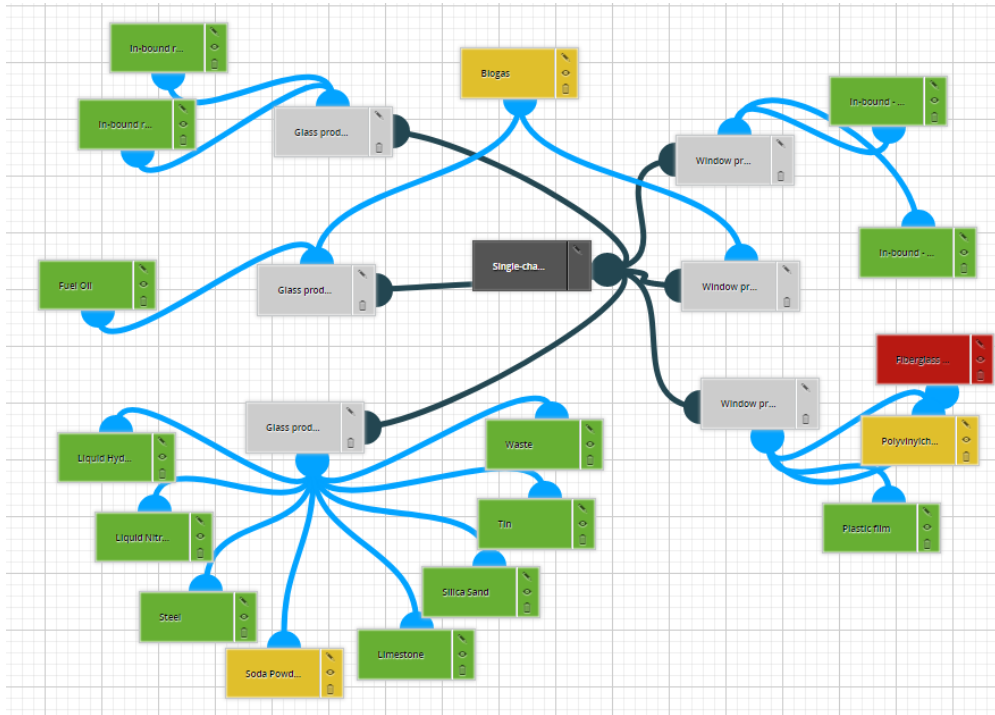 In-bound r...
Biogas
In-bound - ...
In-bound r...
Glass prod...
Window pr...
In-bound - ...
Single-cha...
Fuel Oil
Glass prod...
Window pr...
Fiberglass ...
Window pr...
Glass prod...
Polyvinylch...
Liquid Hyd...
Waste
Liquid Nitr...
Tin
Plastic film
Silica Sand
Steel
Limestone
Soda Powd...